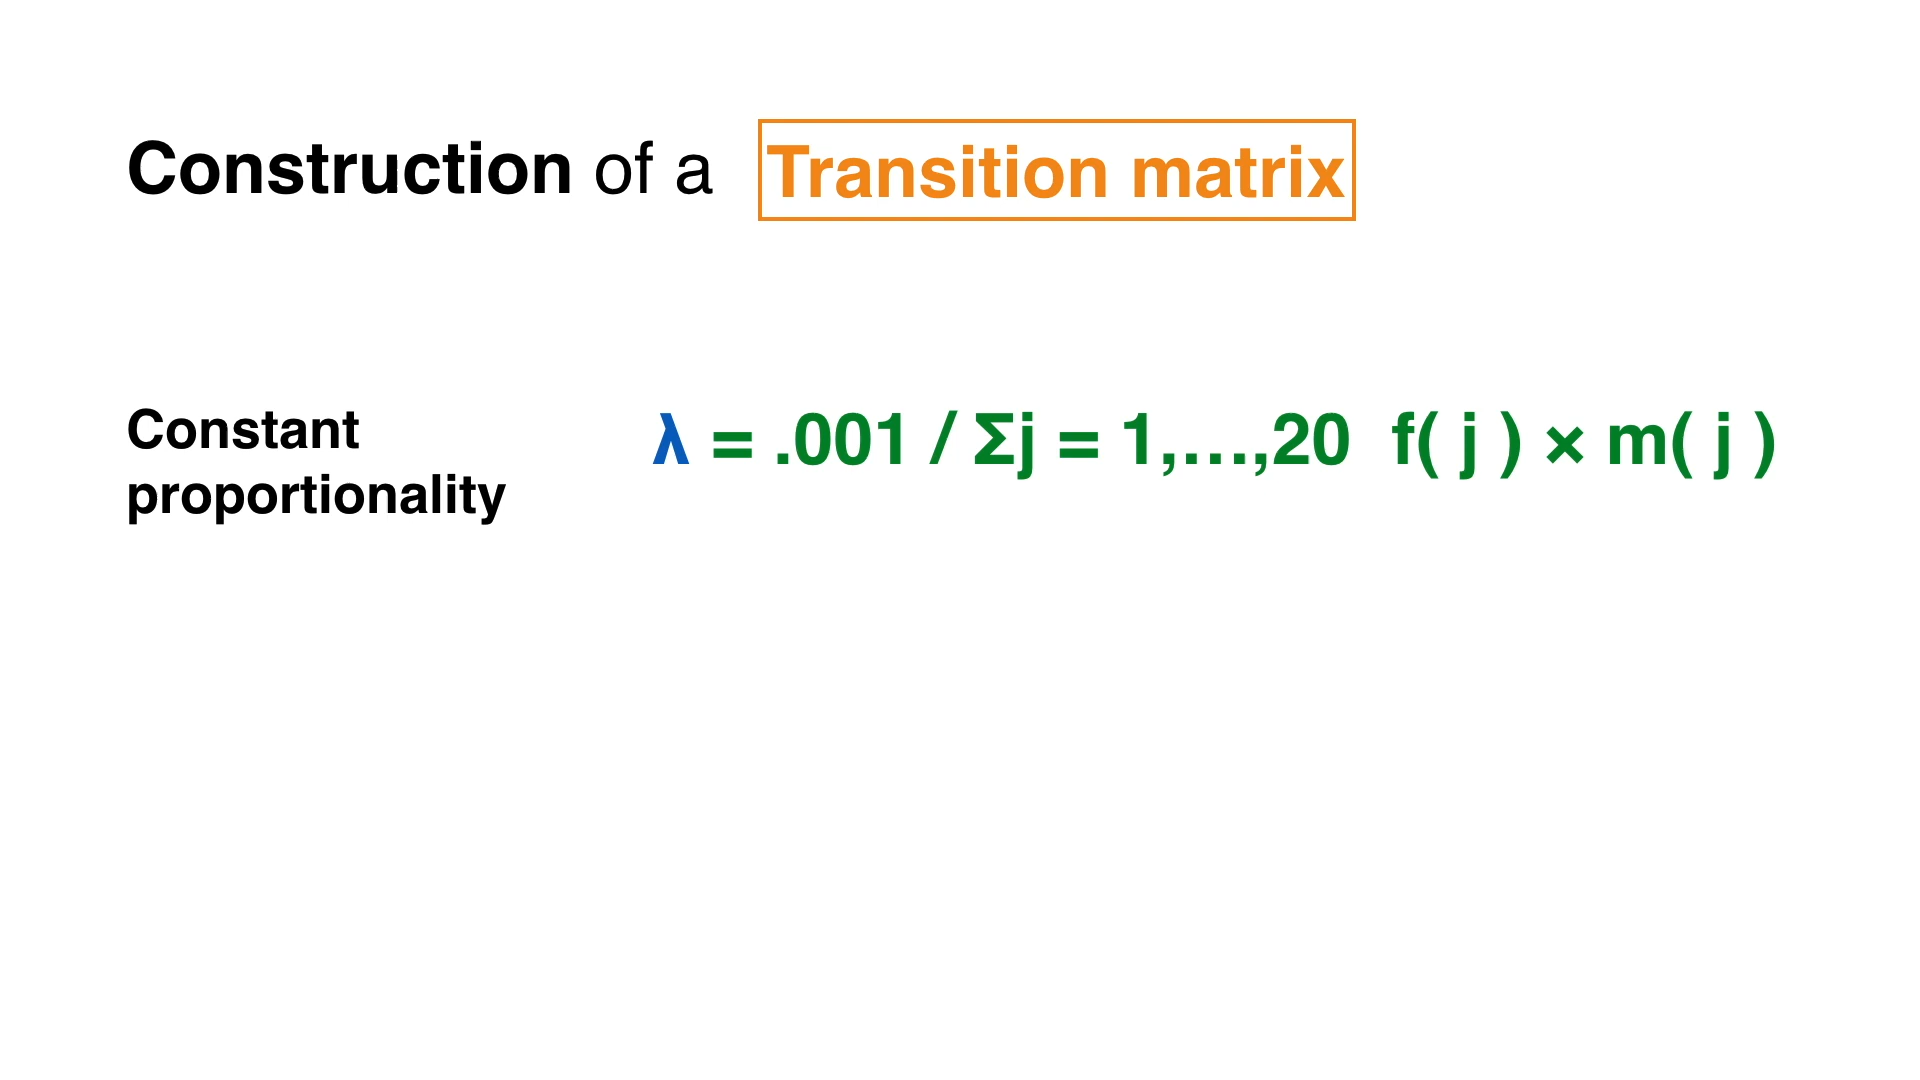 Construction of a Transition matrix
Constant
proportionality
λ = .001 / Σj = 1,...,20 f( j ) × m( j )